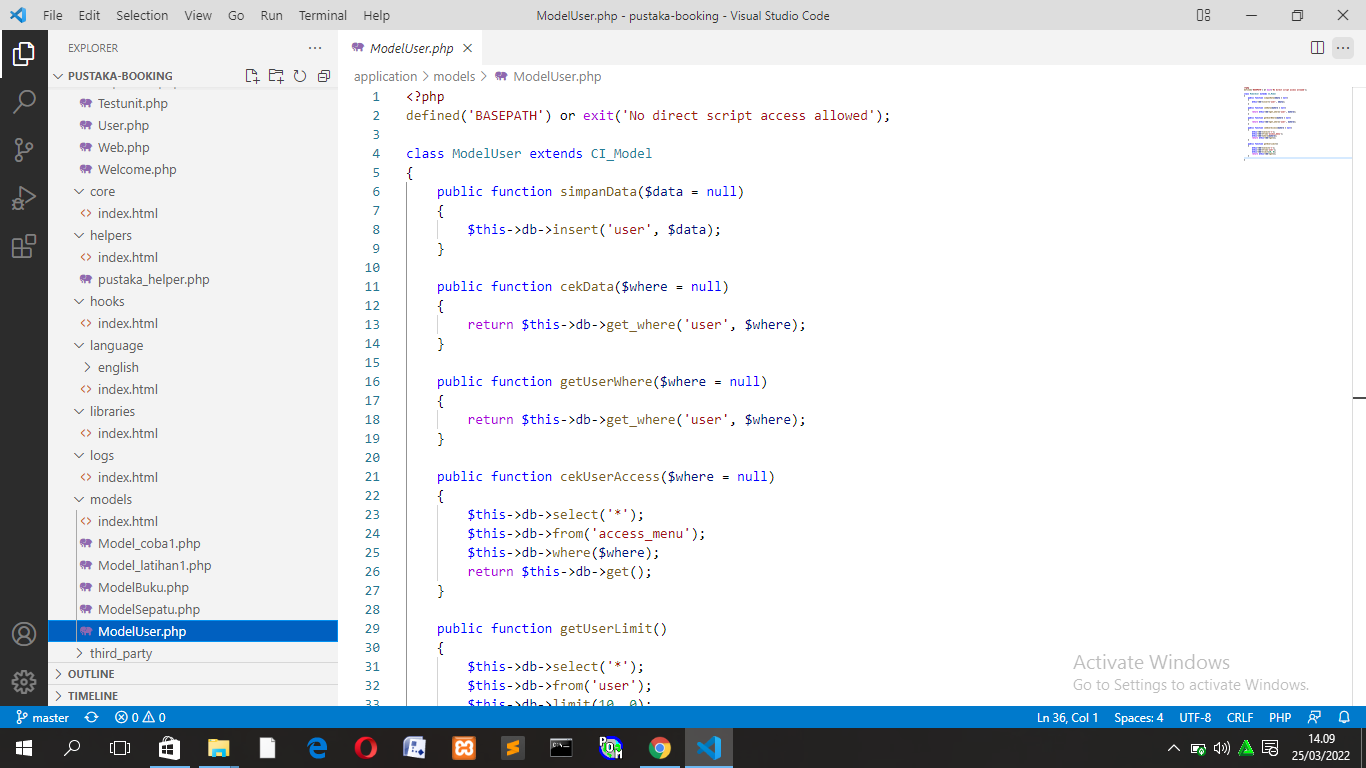 File Edit Selection View Go Run Terminal Help
ModelUser.php - pustaka-booking - Visual Studio Code
EXPLORER
PUSTAKA-BOOKING
Testunit.php
User.php
Web.php
Welcome.php
core
index.html
helpers
index.html
pustaka_helper.php
hooks
index.html
language
english
index.html
libraries
index.html
logs
index.html
models
index.html
Model_coba1.php
Model_latihan1.php
ModelBuku.php
ModelSepatu.php
ModelUser.php
third_party
OUTLINE
TIMELINE
ModelUser.php
application > models > ModelUser.php
1 <?php
2 defined('BASEPATH') or exit('No direct script access allowed');
3
4 class ModelUser extends CI_Model
5 {
6 public function simpanData($data = null)
7 {
8 $this->db->insert('user', $data);
9 }
10
11 public function cekData($where = null)
12 {
13 return $this->db->get_where('user', $where);
14 }
15
16 public function getUserWhere($where = null)
17 {
18 return $this->db->get_where('user', $where);
19 }
20
21 public function cekUserAccess($where = null)
22 {
23 $this->db->select('*');
24 $this->db->from('access_menu');
25 $this->db->where($where);
26 return $this->db->get();
27 }
28
29 public function getUserLimit()
30 {
31 $this->db->select('*');
32 $this->db->from('user');
33 $this->db->limit(10, 0);
Activate Windows
Go to Settings to activate Windows.
master
0 0
Ln 36, Col 1 Spaces: 4 UTF-8 CRLF PHP
14.09
25/03/2022